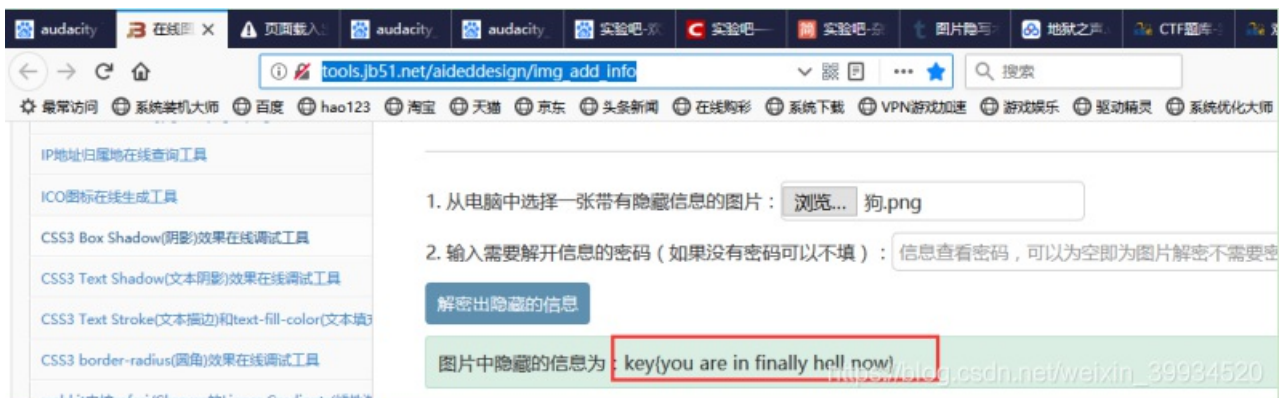 audacity 在线图 页面载入 audacity_ audacity_ 实验吧-欢 实验吧— 实验吧-杂 图片隐写 地狱之声 CTF题库-
tools.jb51.net/aideddesign/img_add_info 搜索
最常访问 系统装机大师 百度 hao123 淘宝 天猫 京东 头条新闻 在线购彩 系统下载 VPN游戏加速 游戏娱乐 驱动精灵 系统优化大师
IP地址归属地在线查询工具
ICO图标在线生成工具
CSS3 Box Shadow(阴影)效果在线调试工具
CSS3 Text Shadow(文本阴影)效果在线调试工具
CSS3 Text Stroke(文本描边)和text-fill-color(文本填充
CSS3 border-radius(圆角)效果在线调试工具
1. 从电脑中选择一张带有隐藏信息的图片： 浏览... 狗.png
2. 输入需要解开信息的密码（如果没有密码可以不填）： 信息查看密码，可以为空即为图片解密不需要密
解密出隐藏的信息
图片中隐藏的信息为：key{you are in finally hell now}
https://blog.csdn.net/weixin_39934520